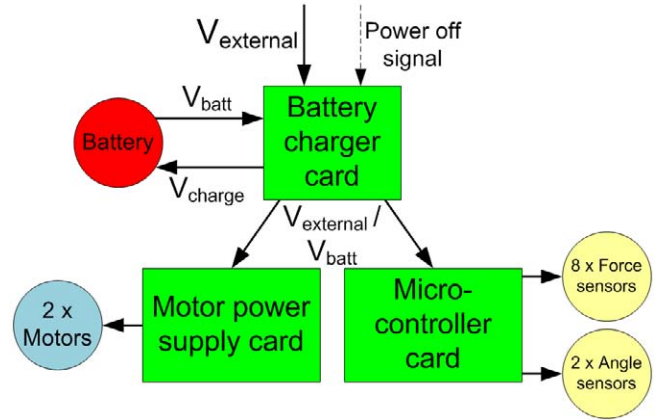 V_external
Power off
signal
V_batt
Battery
charger
card
Battery
V_charge
V_external /
V_batt
2 x
Motors
Motor power
supply card
Micro-
controller
card
8 x Force
sensors
2 x Angle
sensors